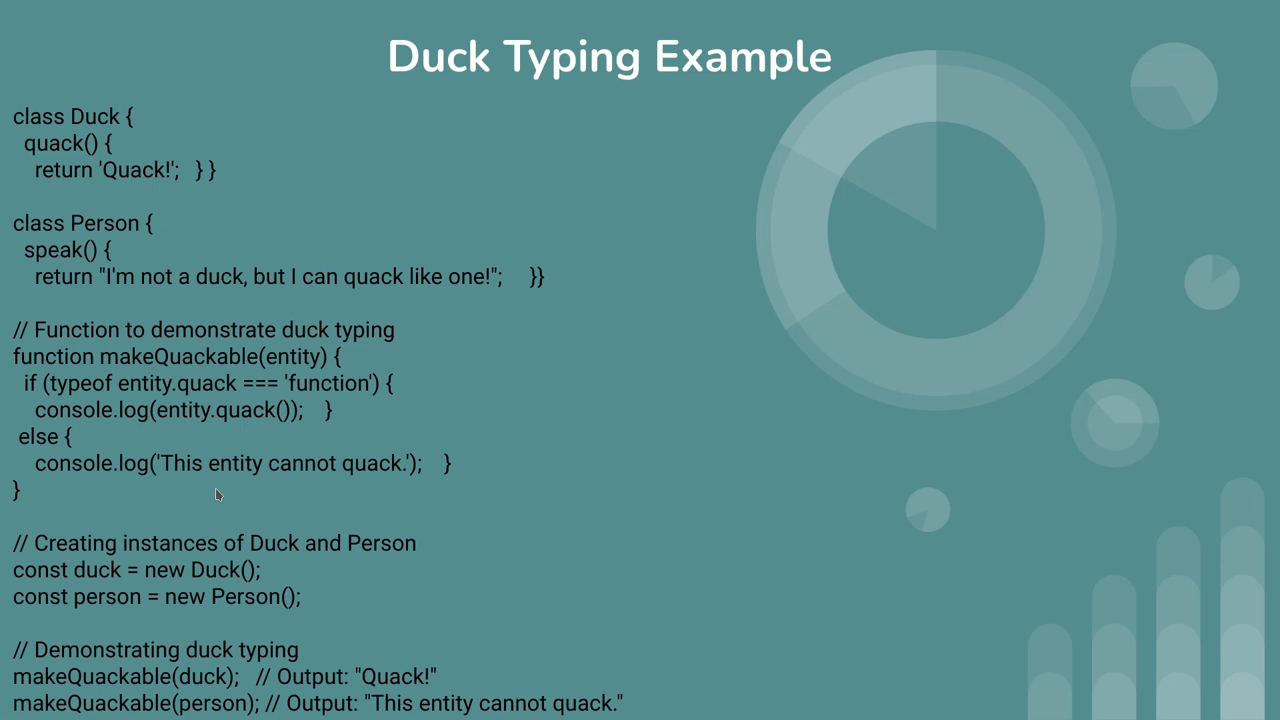 Duck Typing Example
class Duck {
quack() {
return 'Quack!'; } }
class Person {
speak() {
return "I'm not a duck, but I can quack like one!"; }}
// Function to demonstrate duck typing
function makeQuackable(entity) {
if (typeof entity.quack === 'function') {
console.log(entity.quack()); }
else {
console.log('This entity cannot quack.'); }
}
// Creating instances of Duck and Person
const duck = new Duck();
const person = new Person();
// Demonstrating duck typing
makeQuackable(duck); // Output: "Quack!"
makeQuackable(person); // Output: "This entity cannot quack."